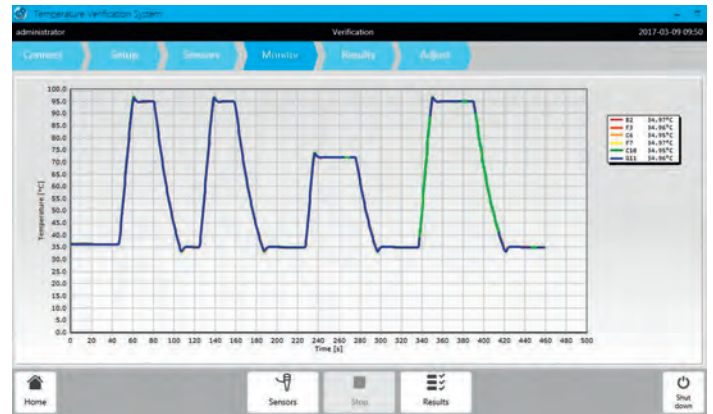 Temperature Verification System
administrator Verification 2017-03-09 09:50
Connect Setup Sensors Monitor Results Adjust
100.0
95.0
90.0
85.0
80.0
75.0
70.0
65.0
60.0
55.0
50.0
45.0
40.0
35.0
30.0
25.0
20.0
15.0
10.0
5.0
0.0
Temperature [°C]
0 20 40 60 80 100 120 140 160 180 200 220 240 260 280 300 320 340 360 380 400 420 440 460 480 500
Time [s]
B2 34.97°C
F3 34.96°C
C6 34.95°C
F7 34.97°C
C10 34.95°C
G11 34.96°C
Home Sensors Stop Results Shut down